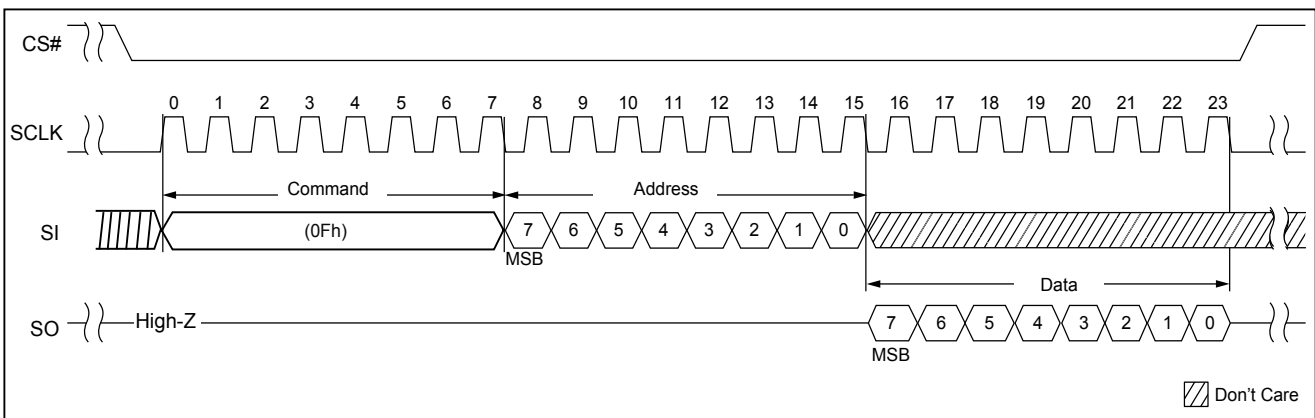 CS#
0 1 2 3 4 5 6 7 8 9 10 11 12 13 14 15 16 17 18 19 20 21 22 23
SCLK
Command Address
SI (0Fh) 7 6 5 4 3 2 1 0
MSB
Data
SO High-Z 7 6 5 4 3 2 1 0
MSB
Don't Care